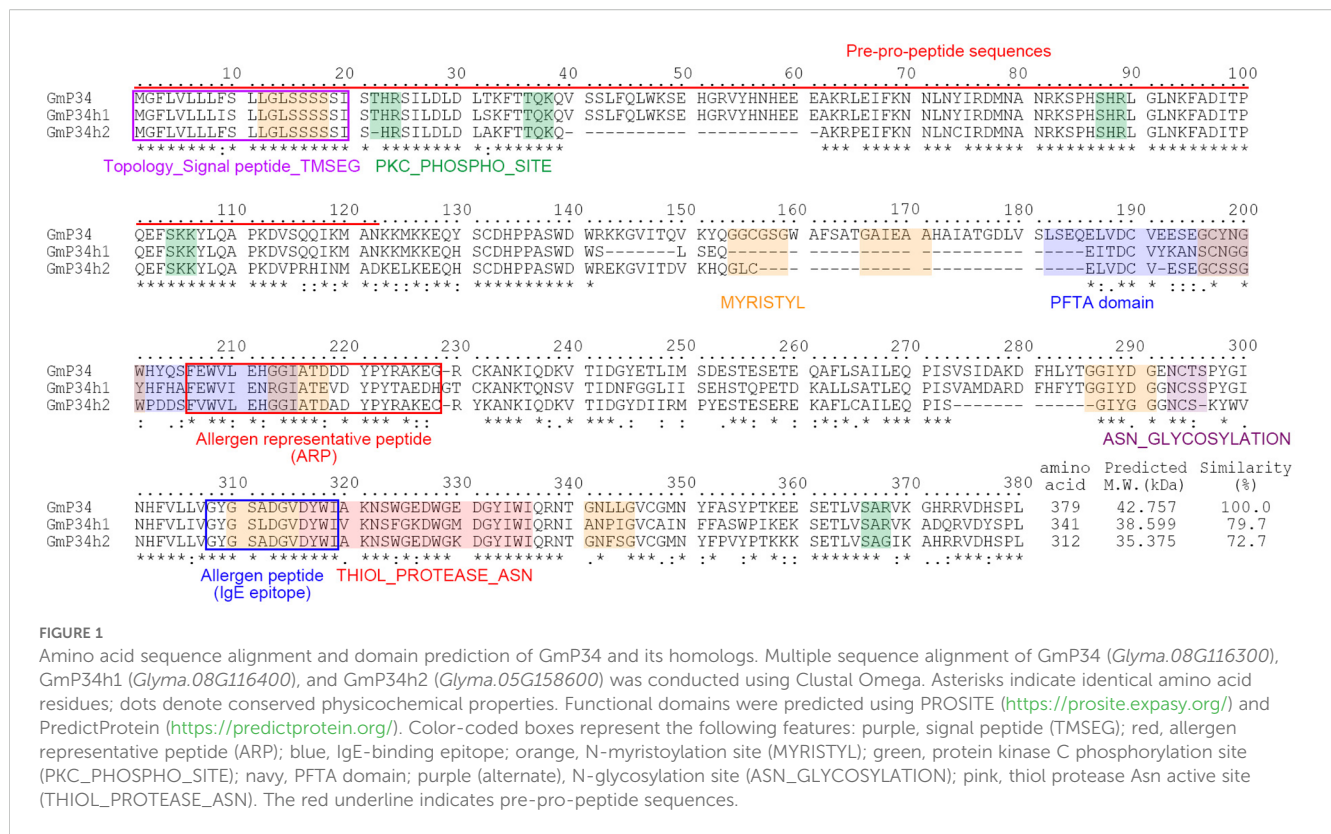 Pre-pro-peptide sequences
10 20 30 40 50 60 70 80 90 100
GmP34 MGFLVLLLFS LLGLSSSSSI STHRSILDLD LTKFTTQKQV SSLFQLWKSE HGRVYHNHEE EAKRLEIFKN NLNYIRDMNA NRKSPHSHRL GLNKFADITP
GmP34h1 MGFLVLLLIS LLGLSSSSSI STHRSILDLD LSKFTTQKQV SSLFQLWKSE HGRVYHNHEE EAKRLEIFKN NLNYIRDMNA NRKSPHSHRL GLNKFADITP
GmP34h2 MGFLVLLLFS LLGLSSSSSI S-HRSILDLD LAKFTTQKQ- ---------- ---------- -AKRPEIFKN NLNCIRDMNA NRKSPHSHRL GLNKFADITP
Topology_Signal peptide_TMSEG PKC_PHOSPHO_SITE
110 120 130 140 150 160 170 180 190 200
GmP34 QEFSKKYLQA PKDVSQQIKM ANKKMKKEQY SCDHPPASWD WRKKGVITQV KYQGGCGSGW AFSATGAIEA AHAIATGDLV SLSEQELVDC VEESEGCYNG
GmP34h1 QEFSKKYLQA PKDVSQQIKM ANKKMKKEQH SCDHPPASWD WS-------L SEQ------- ---------- ---------- -----EITDC VYKANSCNGG
GmP34h2 QEFSKKYLQA PKDVPRHINM ADKELKEEQH SCDHPPASWD WREKGVITDV KHQGLC---- ---------- ---------- -----ELVDC V-ESEGCSSG
MYRISTYL PFTA domain
210 220 230 240 250 260 270 280 290 300
GmP34 WHYQSFEWVL EHGGIATDDD YPYRAKEG-R CKANKIQDKV TIDGYETLIM SDESTESETE QAFLSAILEQ PISVSIDAKD FHLYTGGIYD GENCTSPYGI
GmP34h1 YHFHAFEWVI ENRGIATEVD YPYTAEDHGT CKANKTQNSV TIDNFGGLII SEHSTQPETD KALLSATLEQ PISVAMDARD FHFYTGGIYD GGNCSSPYGI
GmP34h2 WPDDSFVWVL EHGGIATDAD YPYRAKEC-R YKANKIQDKV TIDGYDIIRM PYESTESERE KAFLCAILEQ PIS------- ------GIYG GGNCS-KYWV
Allergen representative peptide
(ARP)
ASN_GLYCOSYLATION
310 320 330 340 350 360 370 380
amino acid Predicted M.W.(kDa) Similarity (%)
GmP34 NHFVLLVGYG SADGVDYWIA KNSWGEDWGE DGYIWIQRNT GNLLGVCGMN YFASYPTKEE SETLVSARVK GHRRVDHSPL 379 42.757 100.0
GmP34h1 NHFVLIVGYG SLDGVDYWIA KNSFGKDWGM DGYIWIQRNI ANPIGVCAIN FFASWPIKEK SETLVSARVK ADQRVDYSPL 341 38.599 79.7
GmP34h2 NHFVLLVGYG SADGVDYWIA KNSWGEDWGK DGYIWIQRNT GNFSGVCGMN YFPVYPTKKK SETLVSAGIK AHRRVDHSPL 312 35.375 72.7
Allergen peptide
(IgE epitope)
THIOL_PROTEASE_ASN
FIGURE 1
Amino acid sequence alignment and domain prediction of GmP34 and its homologs. Multiple sequence alignment of GmP34 (Glyma.08G116300),
GmP34h1 (Glyma.08G116400), and GmP34h2 (Glyma.05G158600) was conducted using Clustal Omega. Asterisks indicate identical amino acid
residues; dots denote conserved physicochemical properties. Functional domains were predicted using PROSITE (https://prosite.expasy.org/) and
PredictProtein (https://predictprotein.org/). Color-coded boxes represent the following features: purple, signal peptide (TMSEG); red, allergen
representative peptide (ARP); blue, IgE-binding epitope; orange, N-myristoylation site (MYRISTYL); green, protein kinase C phosphorylation site
(PKC_PHOSPHO_SITE); navy, PFTA domain; purple (alternate), N-glycosylation site (ASN_GLYCOSYLATION); pink, thiol protease Asn active site
(THIOL_PROTEASE_ASN). The red underline indicates pre-pro-peptide sequences.